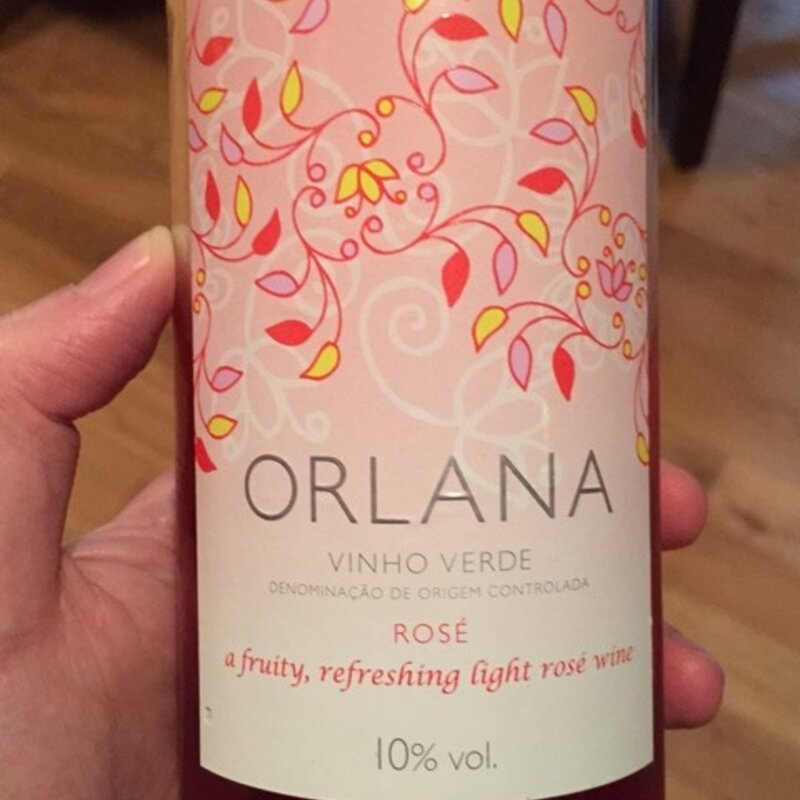 ORLANA
VINHO VERDE
DENOMINAÇÃO DE ORIGEM CONTROLADA
ROSÉ
a fruity, refreshing light rosé wine
10% vol.